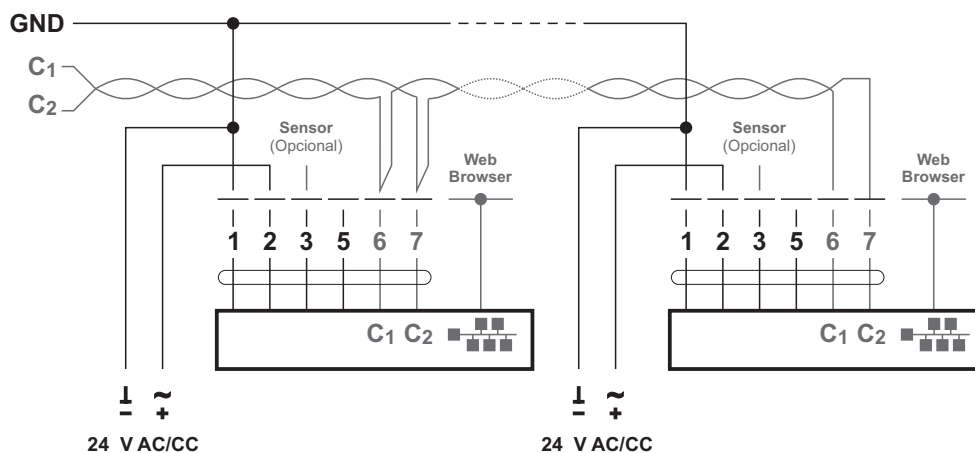 GND
C1
C2
Sensor
(Opcional)
Web
Browser
1 2 3 5 6 7
C1 C2
⊥ ~
– +
24 V AC/CC
Sensor
(Opcional)
Web
Browser
1 2 3 5 6 7
C1 C2
⊥ ~
– +
24 V AC/CC